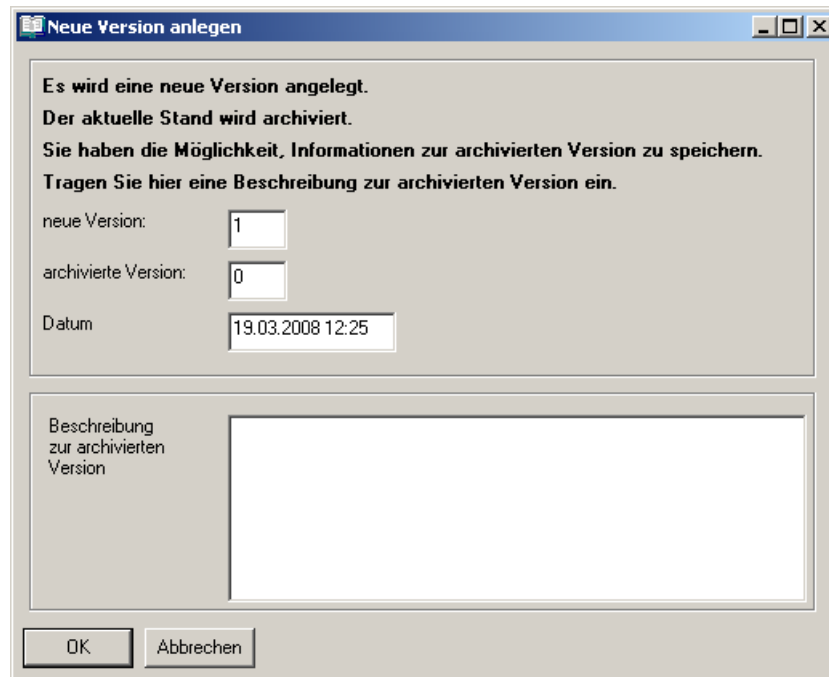 Neue Version anlegen
Es wird eine neue Version angelegt.
Der aktuelle Stand wird archiviert.
Sie haben die Möglichkeit, Informationen zur archivierten Version zu speichern.
Tragen Sie hier eine Beschreibung zur archivierten Version ein.
neue Version: 1
archivierte Version: 0
Datum 19.03.2008 12:25
Beschreibung
zur archivierten
Version
OK Abbrechen